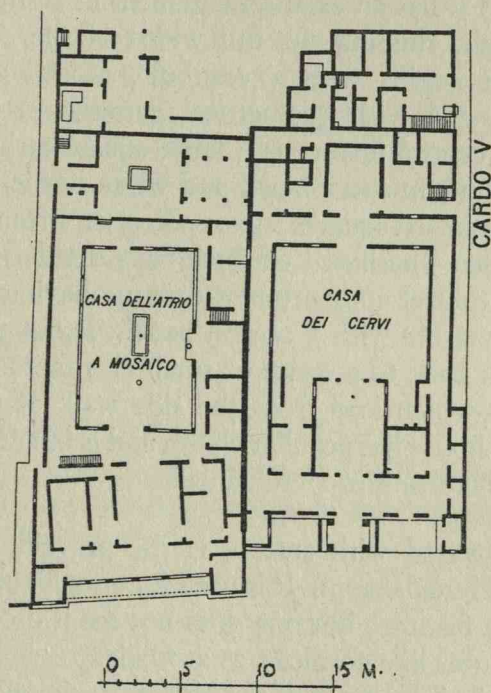 CARDO V
CASA DELL'ATRIO
A MOSAICO
CASA
DEI CERVI
0 5 10 15 M.